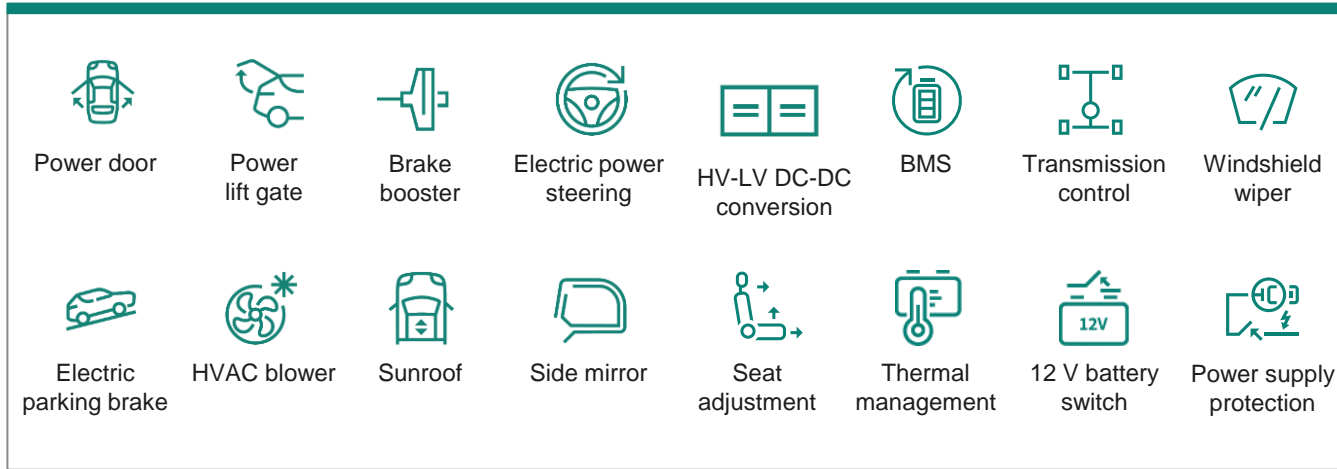 Power door
Power
lift gate
Brake
booster
Electric power
steering
HV-LV DC-DC
conversion
BMS
Transmission
control
Windshield
wiper
12V
Electric
parking brake
HVAC blower
Sunroof
Side mirror
Seat
adjustment
Thermal
management
12 V battery
switch
Power supply
protection